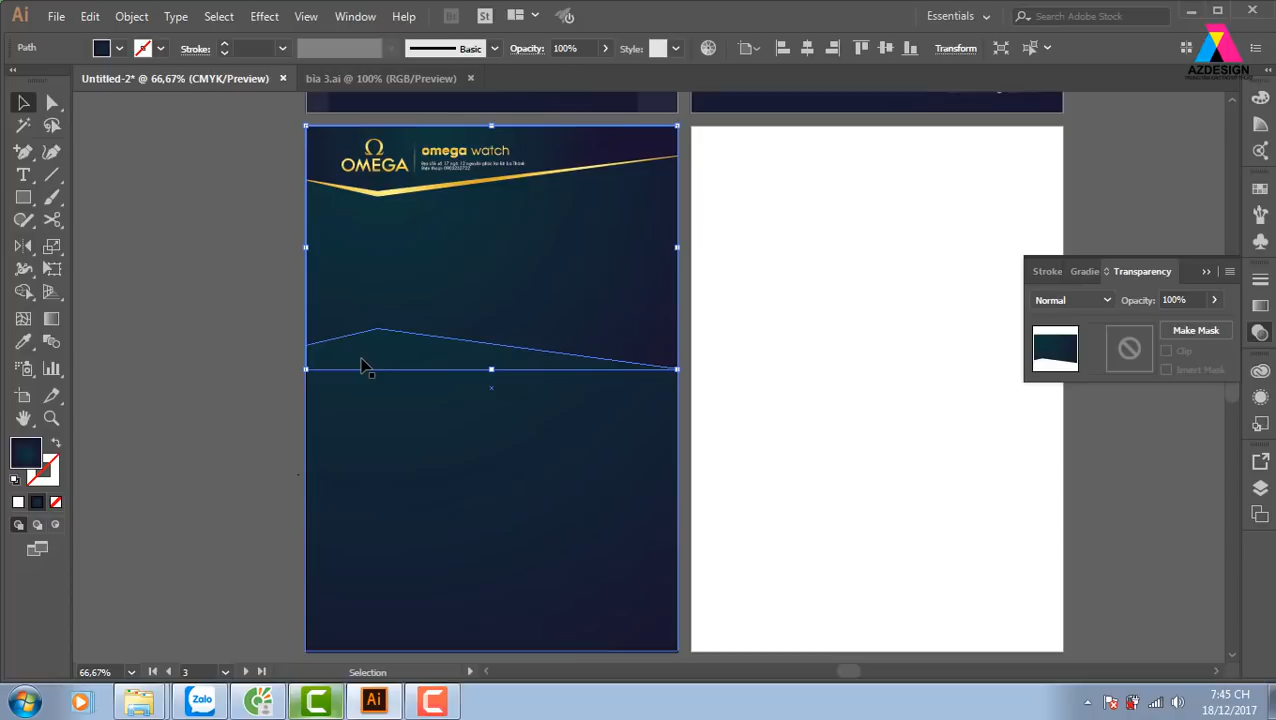 Ai File Edit Object Type Select Effect View Window Help Br St Essentials Search Adobe Stock
Path Stroke: Basic Opacity: 100% Style: Transform
AZDESIGN
Untitled-2* @ 66,67% (CMYK/Preview) × bia 3.ai @ 100% (RGB/Preview) ×
Ω
OMEGA
omega watch
Stroke Gradie Transparency
Normal Opacity: 100%
Make Mask
Clip
Invert Mask
66,67% 3 Selection
Zalo C Ai C
7:45 CH
18/12/2017